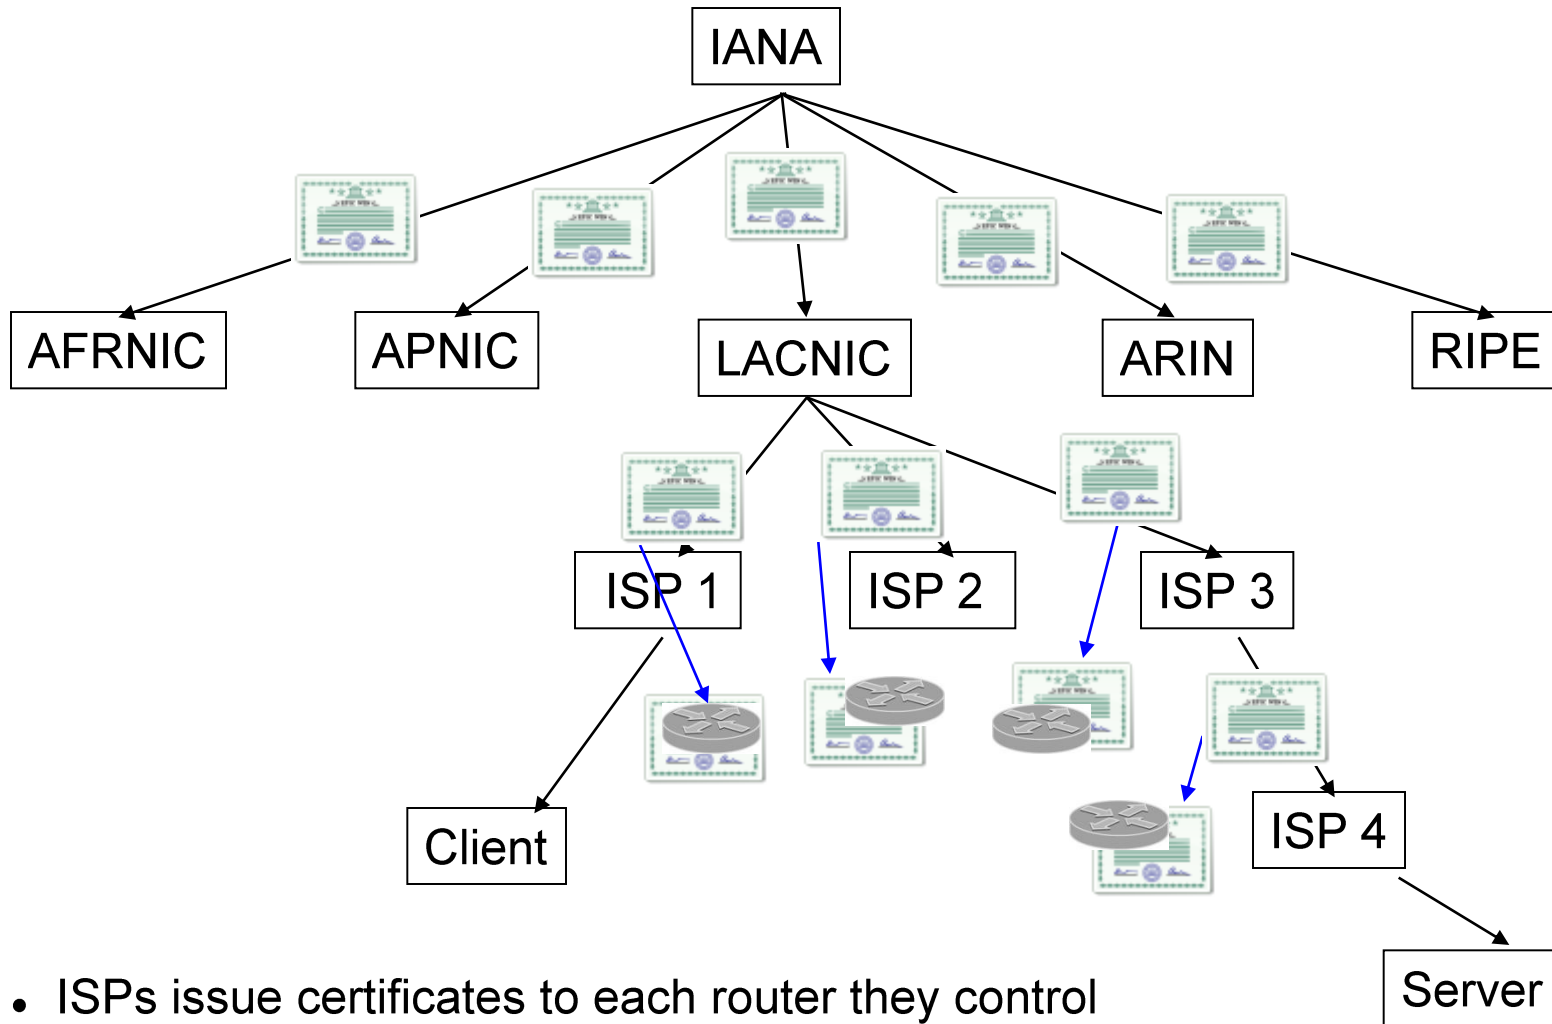 IANA
AFRNIC
APNIC
LACNIC
ARIN
RIPE
ISP 1
ISP 2
ISP 3
Client
ISP 4
Server
• ISPs issue certificates to each router they control